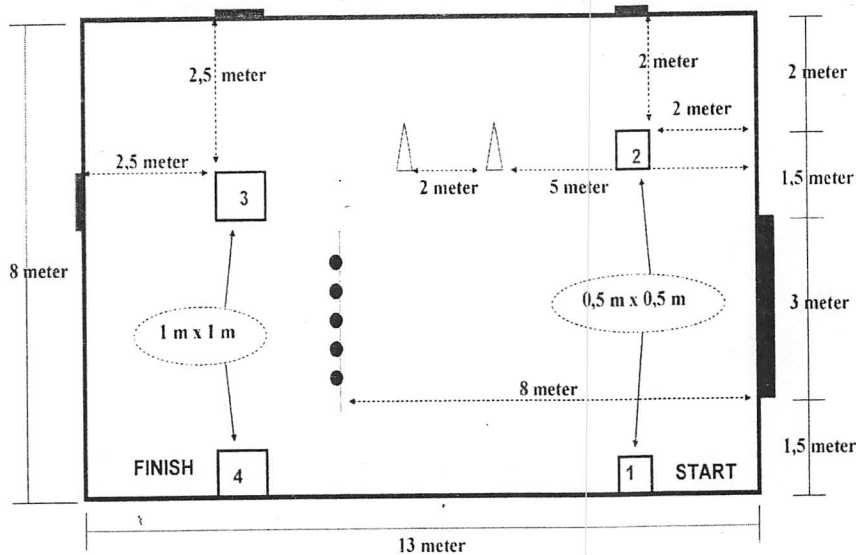 2,5 meter
2 meter
2 meter
2 meter
2,5 meter
2
2 meter
5 meter
1,5 meter
3
8 meter
1 m x 1 m
0,5 m x 0,5 m
3 meter
8 meter
1,5 meter
FINISH
4
1
START
13 meter